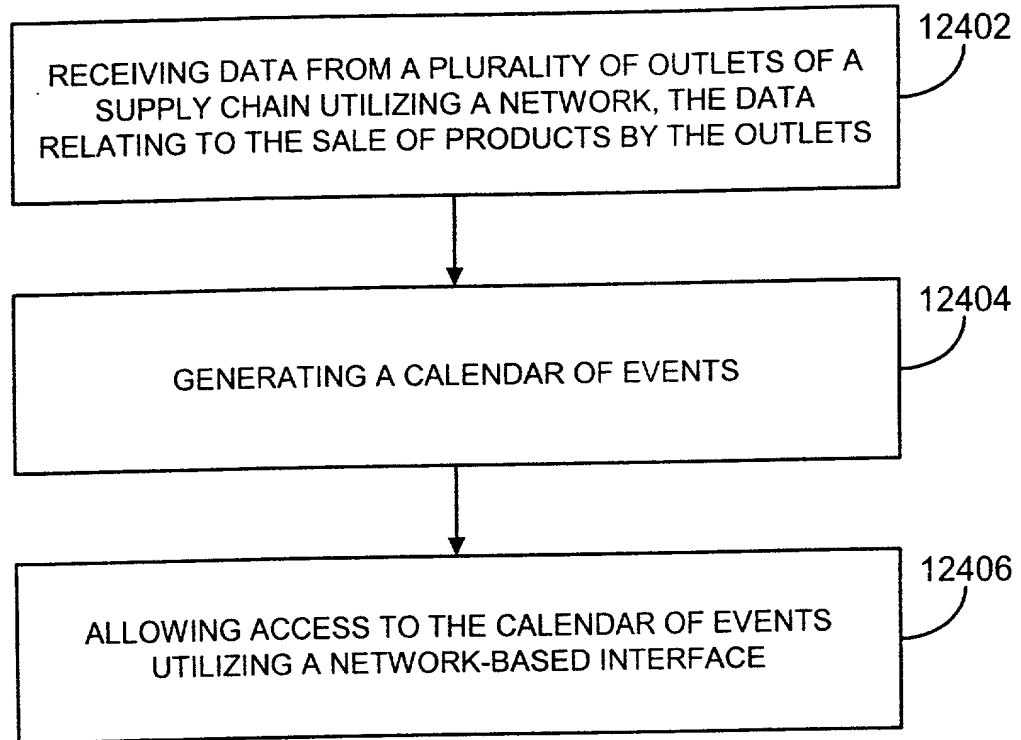 12402
RECEIVING DATA FROM A PLURALITY OF OUTLETS OF A
SUPPLY CHAIN UTILIZING A NETWORK, THE DATA
RELATING TO THE SALE OF PRODUCTS BY THE OUTLETS
12404
GENERATING A CALENDAR OF EVENTS
12406
ALLOWING ACCESS TO THE CALENDAR OF EVENTS
UTILIZING A NETWORK-BASED INTERFACE